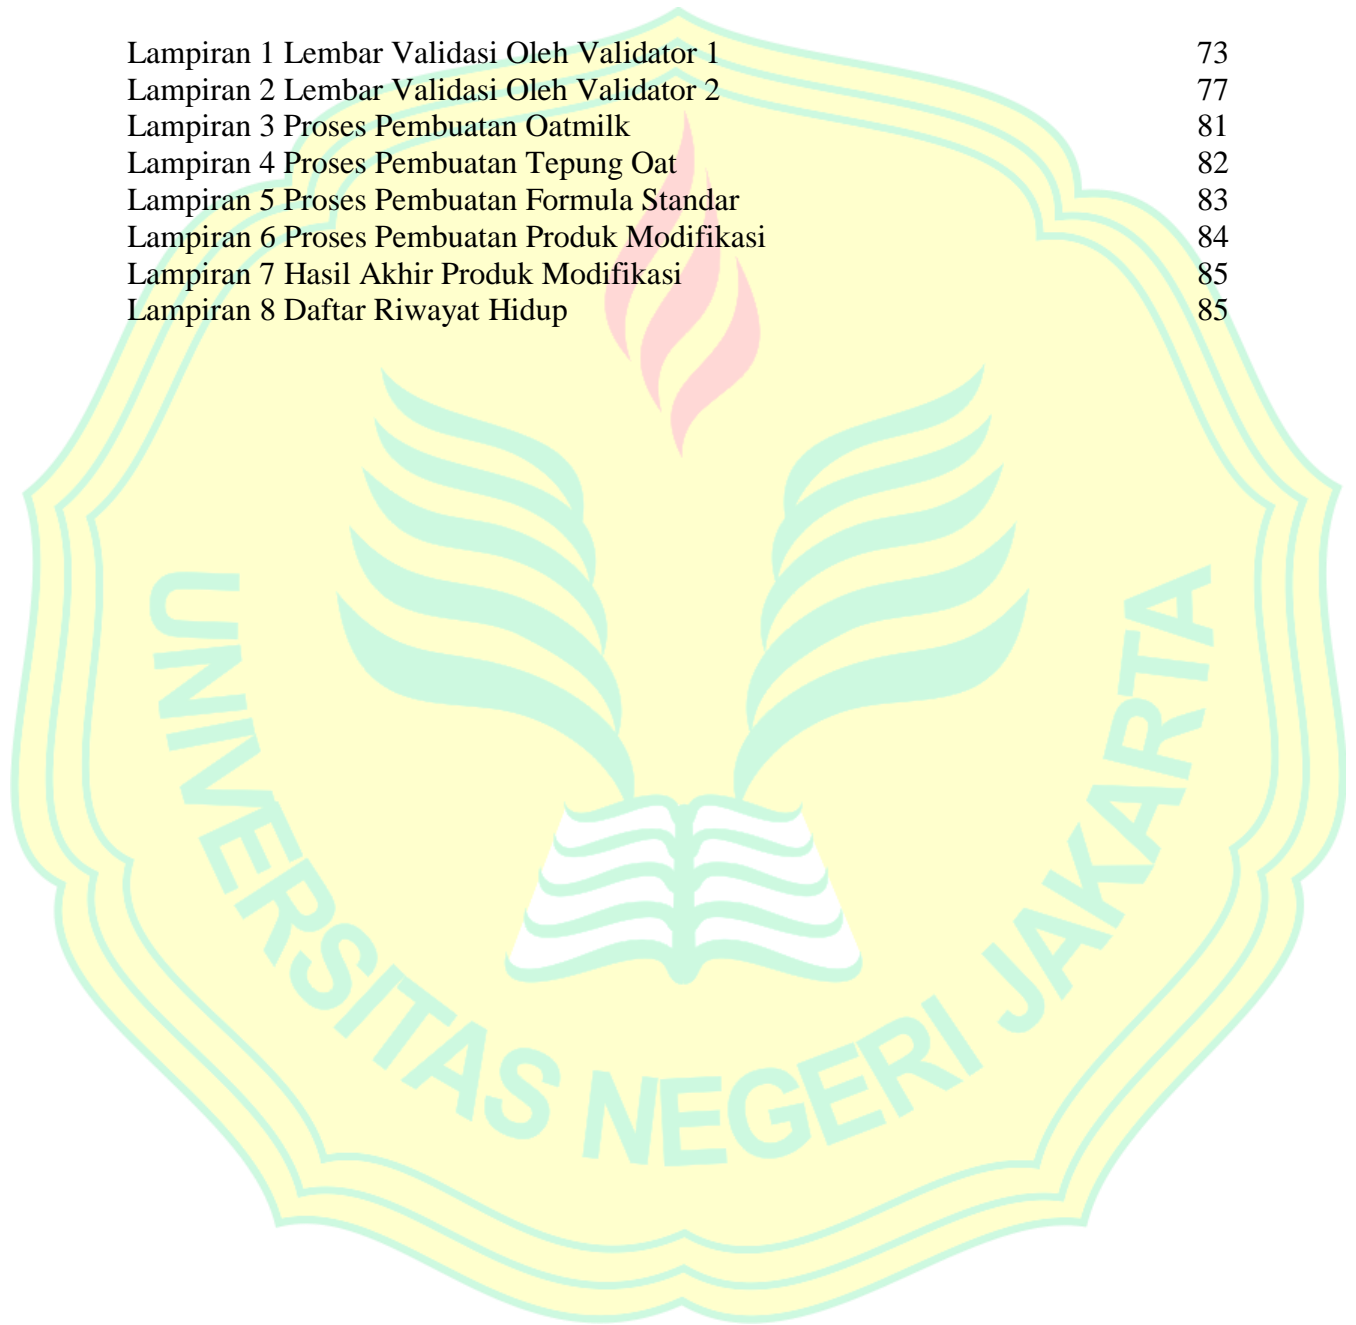 Lampiran 1 Lembar Validasi Oleh Validator 1 73
Lampiran 2 Lembar Validasi Oleh Validator 2 77
Lampiran 3 Proses Pembuatan Oatmilk 81
Lampiran 4 Proses Pembuatan Tepung Oat 82
Lampiran 5 Proses Pembuatan Formula Standar 83
Lampiran 6 Proses Pembuatan Produk Modifikasi 84
Lampiran 7 Hasil Akhir Produk Modifikasi 85
Lampiran 8 Daftar Riwayat Hidup 85
UNIVERSITAS NEGERI JAKARTA